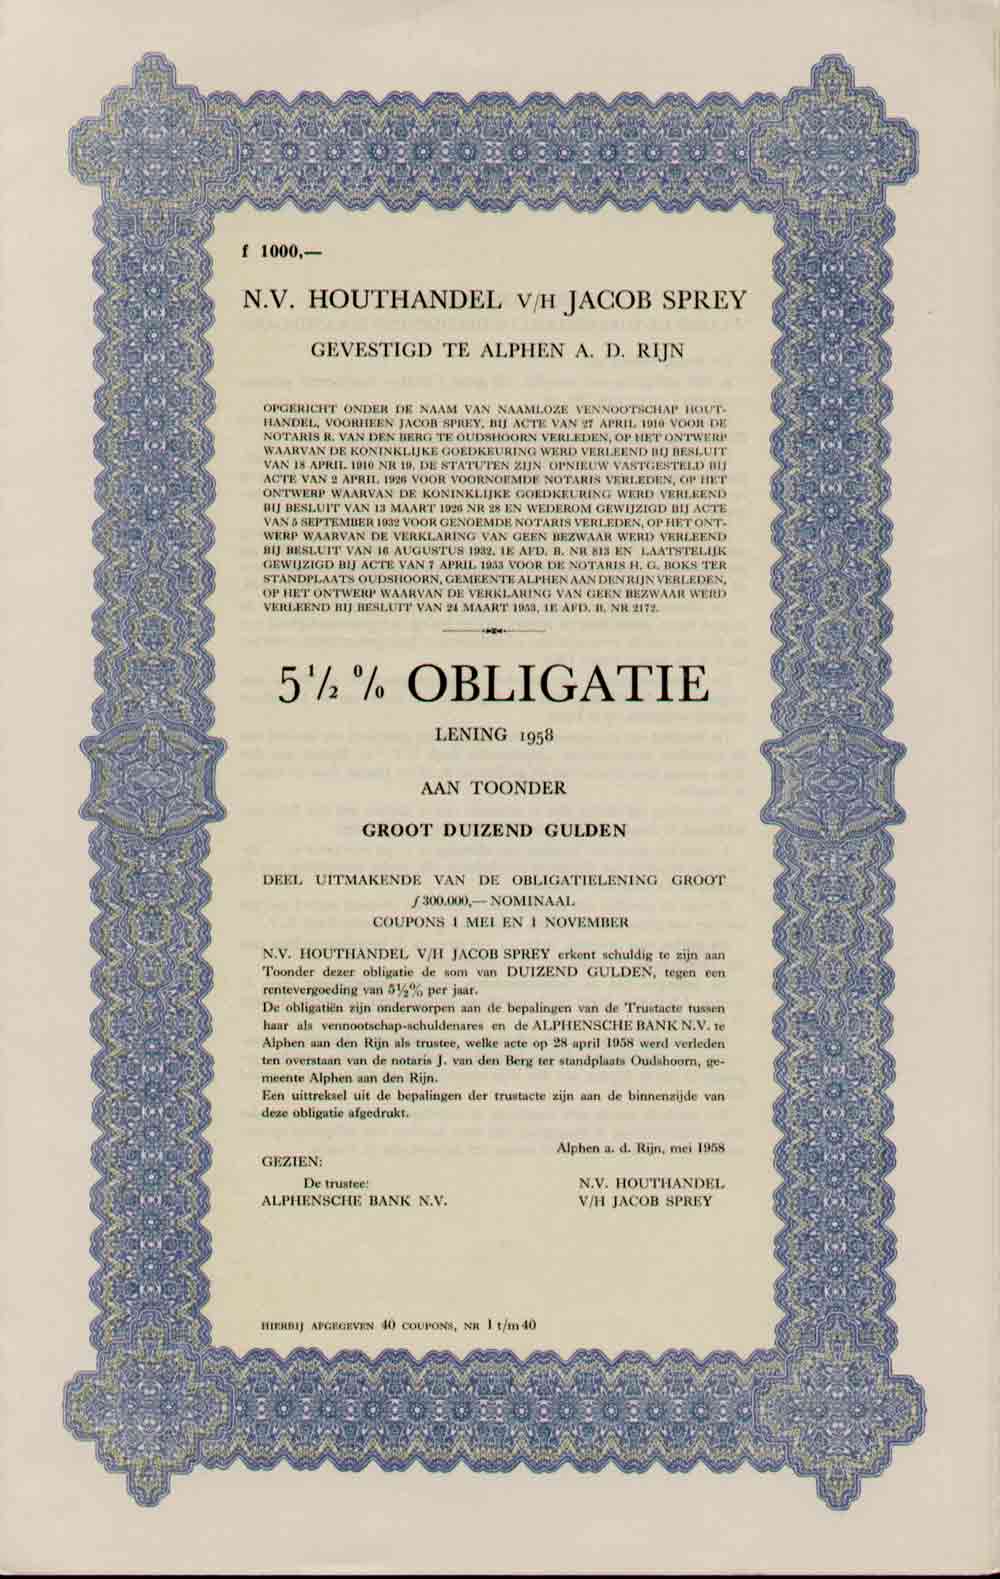 f 1000,—
N.V. HOUTHANDEL V/H JACOB SPREY
GEVESTIGD TE ALPHEN A. D. RIJN
OPGERICHT ONDER DE NAAM VAN NAAMLOZE VENNOOTSCHAP HOUT-
HANDEL, VOORHEEN JACOB SPREY, BIJ ACTE VAN 27 APRIL 1910 VOOR DE
NOTARIS R. VAN DEN BERG TE OUDSHOORN VERLEDEN, OP HET ONTWERP
WAARVAN DE KONINKLIJKE GOEDKEURING WERD VERLEEND BIJ BESLUIT
VAN 18 APRIL 1910 NR 19. DE STATUTEN ZIJN OPNIEUW VASTGESTELD BIJ
ACTE VAN 2 APRIL 1926 VOOR VOORNOEMDE NOTARIS VERLEDEN, OP HET
ONTWERP WAARVAN DE KONINKLIJKE GOEDKEURING WERD VERLEEND
BIJ BESLUIT VAN 13 MAART 1926 NR 28 EN WEDEROM GEWIJZIGD BIJ ACTE
VAN 5 SEPTEMBER 1932 VOOR GENOEMDE NOTARIS VERLEDEN, OP HET ONT-
WERP WAARVAN DE VERKLARING VAN GEEN BEZWAAR WERD VERLEEND
BIJ BESLUIT VAN 16 AUGUSTUS 1932, 1E AFD. B. NR 813 EN LAATSTELIJK
GEWIJZIGD BIJ ACTE VAN 7 APRIL 1953 VOOR DE NOTARIS H. G. BOKS TER
STANDPLAATS OUDSHOORN, GEMEENTE ALPHEN AAN DEN RIJN VERLEDEN,
OP HET ONTWERP WAARVAN DE VERKLARING VAN GEEN BEZWAAR WERD
VERLEEND BIJ BESLUIT VAN 24 MAART 1953, 1E AFD. B. NR 2172.
5 1/2 % OBLIGATIE
LENING 1958
AAN TOONDER
GROOT DUIZEND GULDEN
DEEL UITMAKENDE VAN DE OBLIGATIELENING GROOT
f 300.000,— NOMINAAL
COUPONS 1 MEI EN 1 NOVEMBER
N.V. HOUTHANDEL V/H JACOB SPREY erkent schuldig te zijn aan
Toonder dezer obligatie de som van DUIZEND GULDEN, tegen een
rentevergoeding van 5½% per jaar.
De obligatiën zijn onderworpen aan de bepalingen van de Trustacte tussen
haar als vennootschap-schuldenares en de ALPHENSCHE BANK N.V. te
Alphen aan den Rijn als trustee, welke acte op 28 april 1958 werd verleden
ten overstaan van de notaris J. van den Berg ter standplaats Oudshoorn, ge-
meente Alphen aan den Rijn.
Een uittreksel uit de bepalingen der trustacte zijn aan de binnenzijde van
deze obligatie afgedrukt.
Alphen a. d. Rijn, mei 1958
GEZIEN:
De trustee: N.V. HOUTHANDEL
ALPHENSCHE BANK N.V. V/H JACOB SPREY
HIERBIJ AFGEGEVEN 40 COUPONS, NR 1 t/m 40